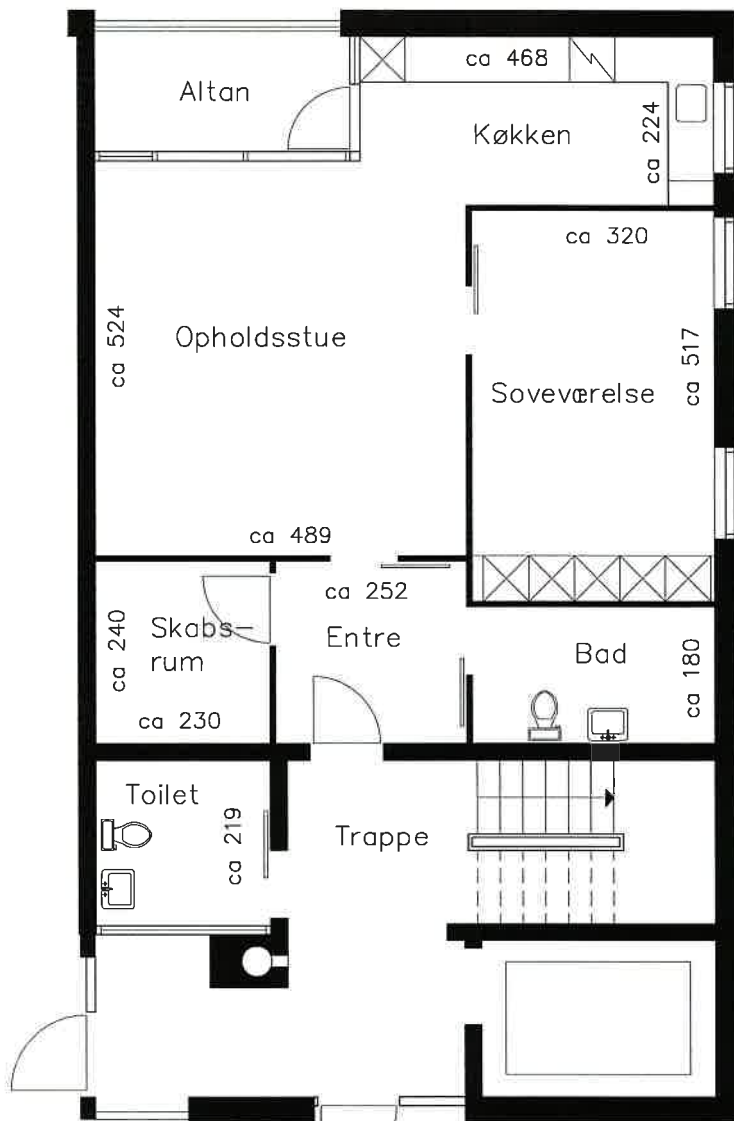 ca 468
Altan
Køkken
ca 224
ca 320
ca 524
Opholdsstue
ca 517
Soveværelse
ca 489
ca 252
ca 240
Skabs-
rum
Entre
Bad
ca 180
ca 230
Toilet
ca 219
Trappe